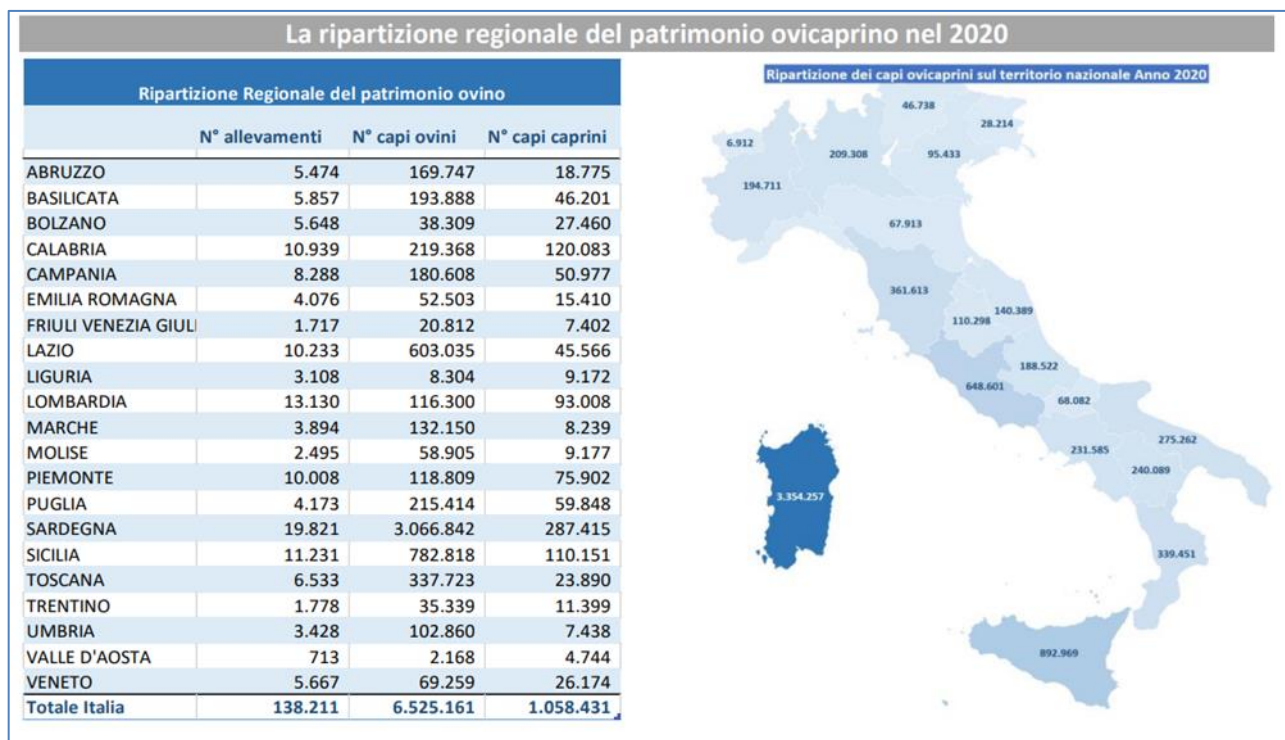 La ripartizione regionale del patrimonio ovicaprino nel 2020
Ripartizione Regionale del patrimonio ovino
N° allevamenti N° capi ovini N° capi caprini
ABRUZZO 5.474 169.747 18.775
BASILICATA 5.857 193.888 46.201
BOLZANO 5.648 38.309 27.460
CALABRIA 10.939 219.368 120.083
CAMPANIA 8.288 180.608 50.977
EMILIA ROMAGNA 4.076 52.503 15.410
FRIULI VENEZIA GIULI 1.717 20.812 7.402
LAZIO 10.233 603.035 45.566
LIGURIA 3.108 8.304 9.172
LOMBARDIA 13.130 116.300 93.008
MARCHE 3.894 132.150 8.239
MOLISE 2.495 58.905 9.177
PIEMONTE 10.008 118.809 75.902
PUGLIA 4.173 215.414 59.848
SARDEGNA 19.821 3.066.842 287.415
SICILIA 11.231 782.818 110.151
TOSCANA 6.533 337.723 23.890
TRENTINO 1.778 35.339 11.399
UMBRIA 3.428 102.860 7.438
VALLE D'AOSTA 713 2.168 4.744
VENETO 5.667 69.259 26.174
Totale Italia 138.211 6.525.161 1.058.431
Ripartizione dei capi ovicaprini sul territorio nazionale Anno 2020
46.738
28.214
6.912
209.308
95.433
194.711
67.913
361.613
140.389
110.298
188.522
648.601
68.082
275.262
231.585
240.089
3.354.257
339.451
892.969